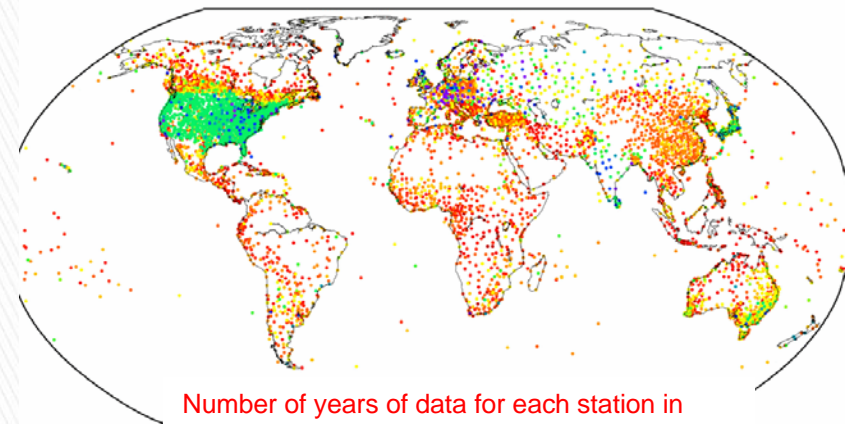 Number of years of data for each station in